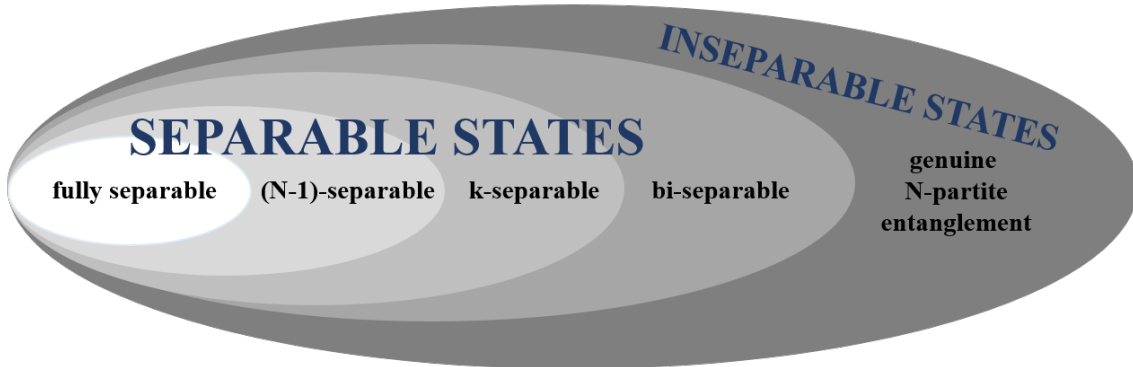 INSEPARABLE STATES
SEPARABLE STATES
fully separable
(N-1)-separable
k-separable
bi-separable
genuine
N-partite
entanglement